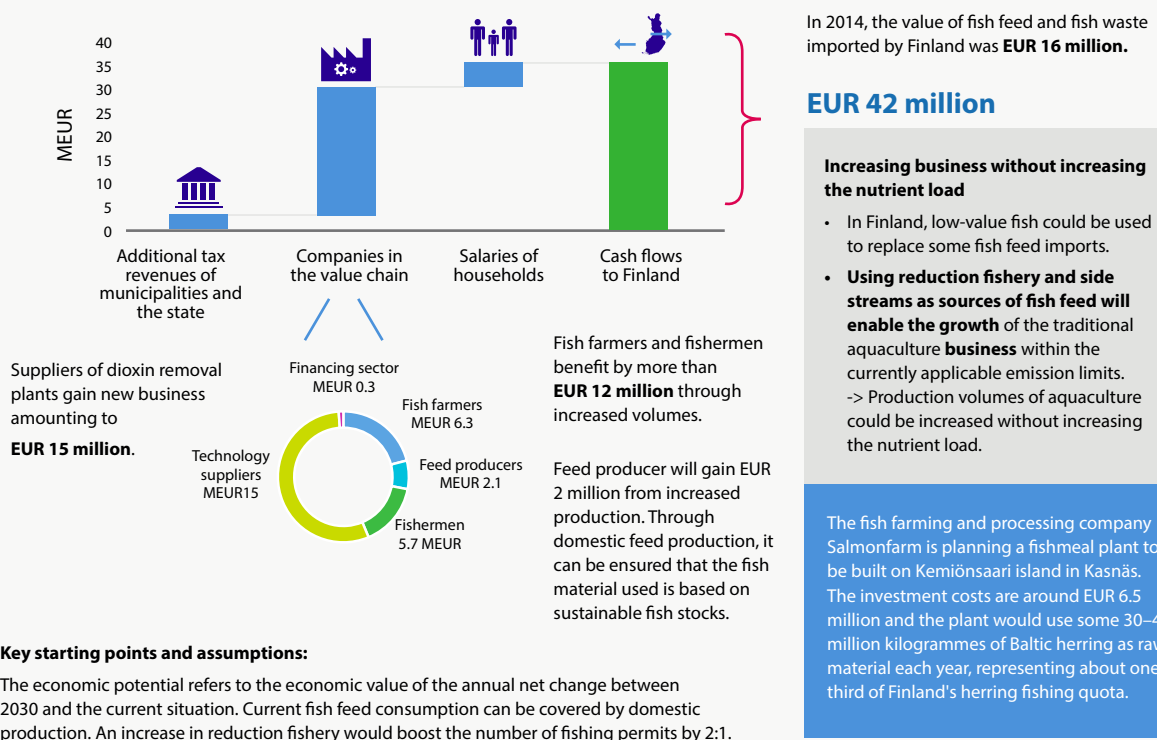 40
35
30
25
20
15
10
5
0
MEUR
Additional tax
revenues of
municipalities and
the state
Companies in
the value chain
Salaries of
households
Cash flows
to Finland
Suppliers of dioxin removal
plants gain new business
amounting to
EUR 15 million.
Financing sector
MEUR 0.3
Fish farmers
MEUR 6.3
Feed producers
MEUR 2.1
Fishermen
5.7 MEUR
Technology
suppliers
MEUR15
Fish farmers and fishermen
benefit by more than
EUR 12 million through
increased volumes.
Feed producer will gain EUR
2 million from increased
production. Through
domestic feed production, it
can be ensured that the fish
material used is based on
sustainable fish stocks.
Key starting points and assumptions:
The economic potential refers to the economic value of the annual net change between
2030 and the current situation. Current fish feed consumption can be covered by domestic
production. An increase in reduction fishery would boost the number of fishing permits by 2:1.
In 2014, the value of fish feed and fish waste
imported by Finland was EUR 16 million.
EUR 42 million
Increasing business without increasing
the nutrient load
• In Finland, low-value fish could be used
to replace some fish feed imports.
• Using reduction fishery and side
streams as sources of fish feed will
enable the growth of the traditional
aquaculture business within the
currently applicable emission limits.
-> Production volumes of aquaculture
could be increased without increasing
the nutrient load.
The fish farming and processing company
Salmonfarm is planning a fishmeal plant to
be built on Kemiönsaari island in Kasnäs.
The investment costs are around EUR 6.5
million and the plant would use some 30–4
million kilogrammes of Baltic herring as
material each year, representing about one
third of Finland's herring fishing quota.